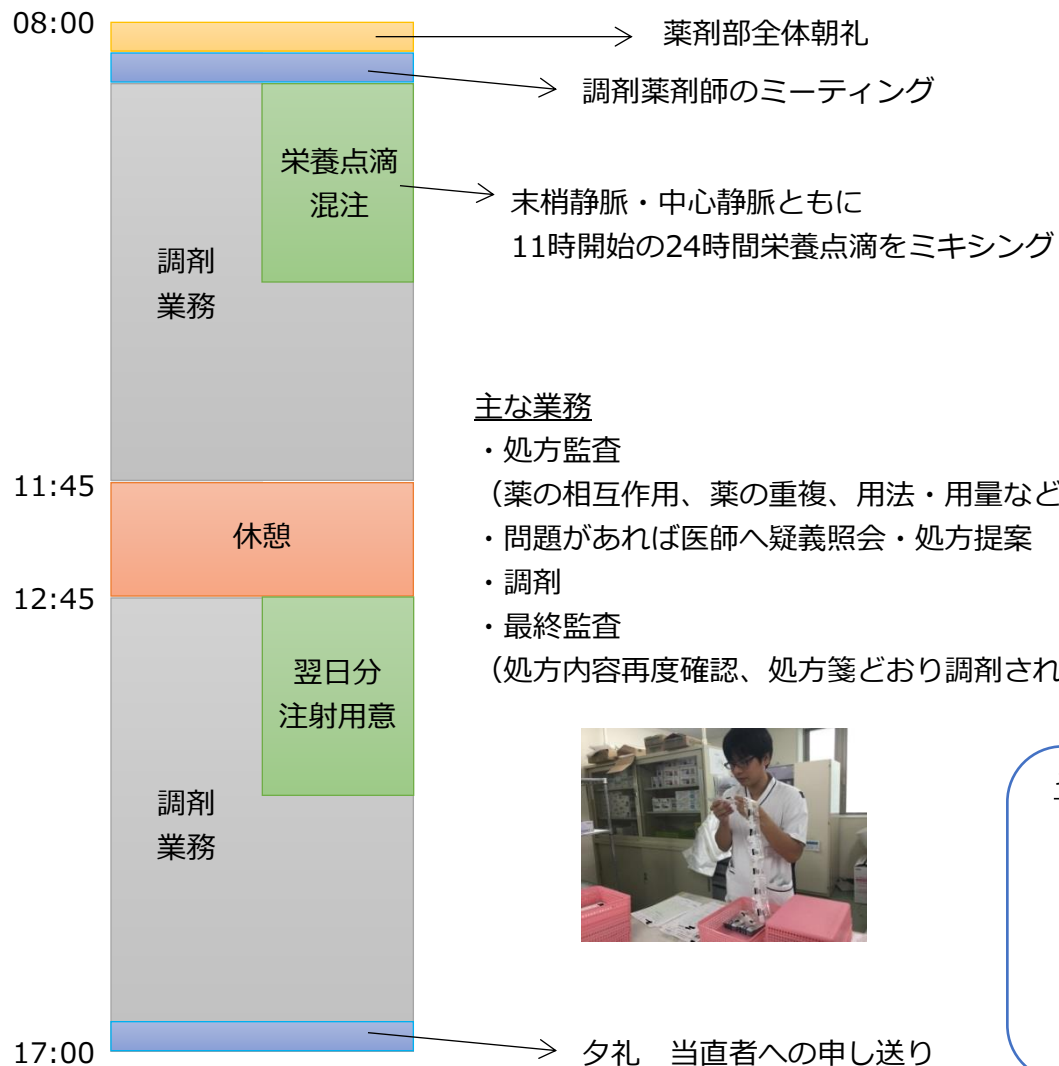 08:00
薬剤部全体朝礼
調剤薬剤師のミーティング
栄養点滴
混注
末梢静脈・中心静脈ともに
11時開始の24時間栄養点滴をミキシング
調剤
業務
主な業務
・処方監査
（薬の相互作用、薬の重複、用法・用量など
・問題があれば医師へ疑義照会・処方提案
・調剤
・最終監査
（処方内容再度確認、処方箋どおり調剤され
11:45
休憩
12:45
翌日分
注射用意
調剤
業務
17:00
夕礼　当直者への申し送り